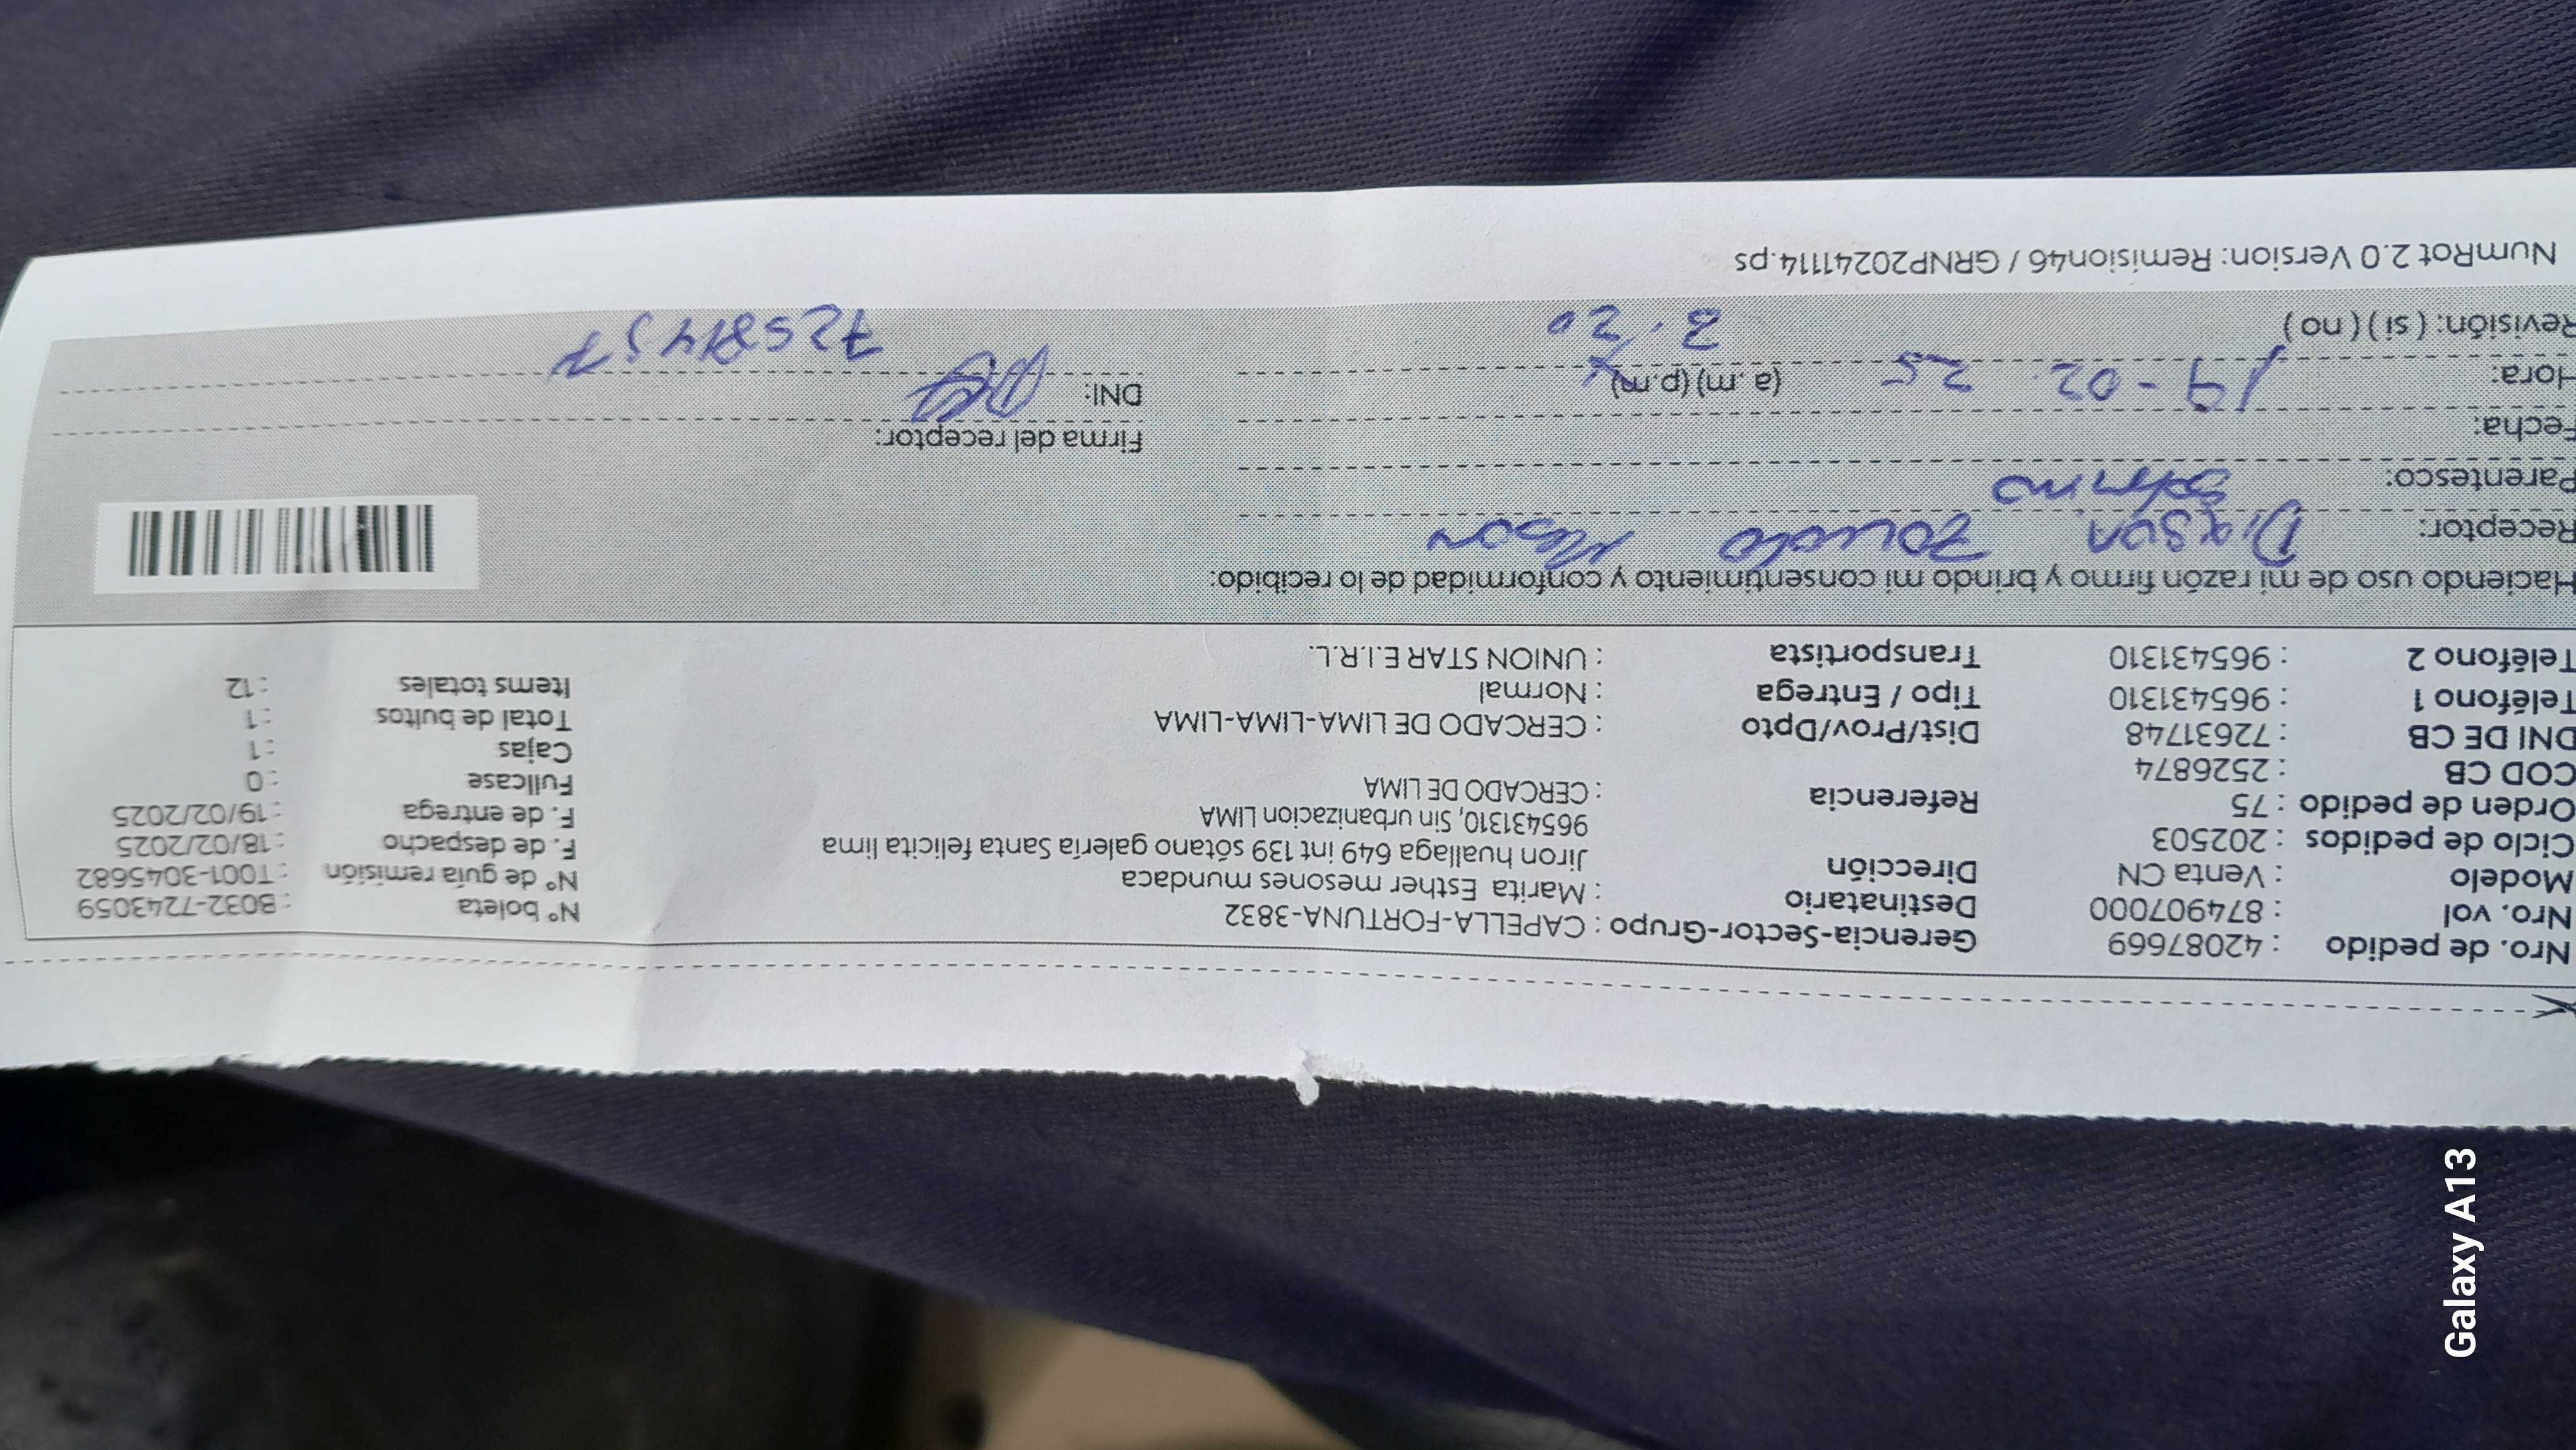 Nro. de pedido : 42087669
Nro. vol : 874907000
Modelo : Venta CN
Ciclo de pedidos : 202503
Orden de pedido : 75
COD CB : 2526874
DNI DE CB : 72631748
Teléfono 1 : 965431310
Teléfono 2 : 965431310
Gerencia-Sector-Grupo : CAPELLA-FORTUNA-3832
Destinatario : Marita Esther mesones mundaca
Dirección Jiron huallaga 649 int 139 sótano galería Santa felicita lima
965431310, Sin urbanizacion LIMA
Referencia : CERCADO DE LIMA
Dist/Prov/Dpto : CERCADO DE LIMA-LIMA-LIMA
Tipo / Entrega : Normal
Transportista : UNION STAR E.I.R.L.
N° boleta : B032-7243059
N° de guía remisión : T001-3045682
F. de despacho : 18/02/2025
F. de entrega : 19/02/2025
Fullcase : 0
Cajas : 1
Total de bultos : 1
Items totales : 12
Haciendo uso de mi razón firmo y brindo mi consentimiento y conformidad de lo recibido:
Receptor:
Parentesco:
Fecha: 19-02. 25
Hora: (a.m) (p.m)
3.20
Revisión: (si) (no)
Firma del receptor:
DNI:
NumRot 2.0 Version: Remision46 / GRNP20241114.ps
Galaxy A13